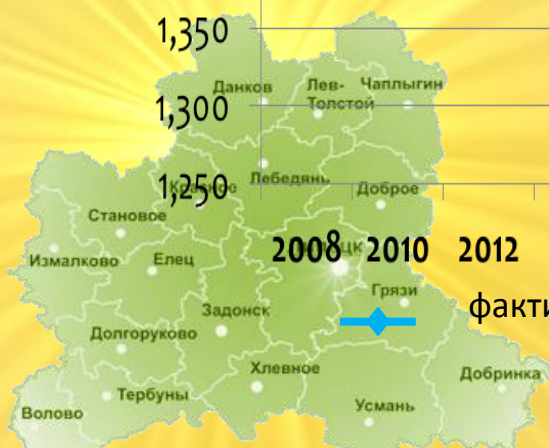 1,350
Данков Лев-Толстой Чаплыгин
1,300
Лебедянь
1,250
Красное
Доброе
Становое
2008 2010 2012
Измалково
Елец
Грязи
факти
Задонск
Долгоруково
Хлевное
Добринка
Тербуны
Усмань
Волово